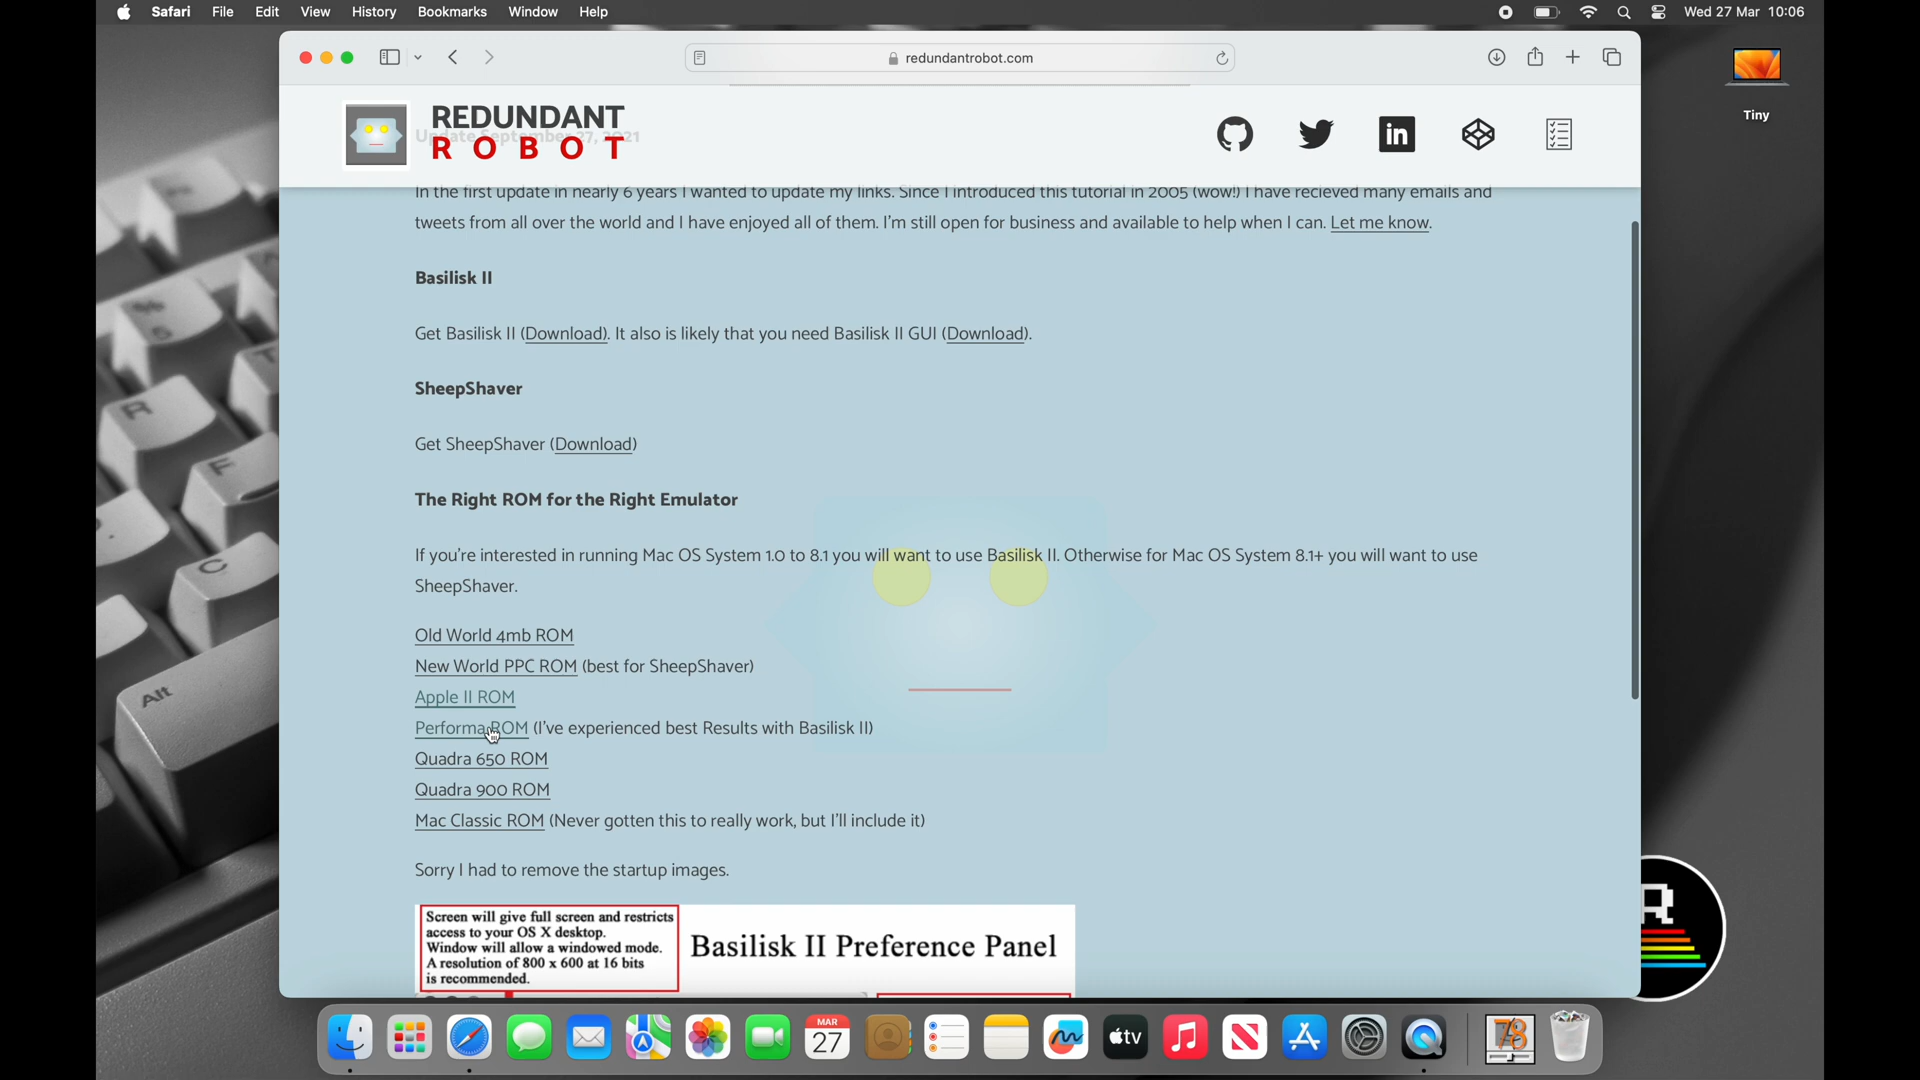 Safari File Edit View History Bookmarks Window Help Wed 27 Mar 10:06
redundantrobot.com
Tiny
REDUNDANT
ROBOT
Update September 27, 2021
In the first update in nearly 6 years I wanted to update my links. Since I introduced this tutorial in 2005 (wow!) I have recieved many emails and
tweets from all over the world and I have enjoyed all of them. I'm still open for business and available to help when I can. Let me know.
Basilisk II
Get Basilisk II (Download). It also is likely that you need Basilisk II GUI (Download).
SheepShaver
Get SheepShaver (Download)
The Right ROM for the Right Emulator
If you're interested in running Mac OS System 1.0 to 8.1 you will want to use Basilisk II. Otherwise for Mac OS System 8.1+ you will want to use
SheepShaver.
Old World 4mb ROM
New World PPC ROM (best for SheepShaver)
Apple II ROM
Performa ROM (I've experienced best Results with Basilisk II)
Quadra 650 ROM
Quadra 900 ROM
Mac Classic ROM (Never gotten this to really work, but I'll include it)
Sorry I had to remove the startup images.
Screen will give full screen and restricts
access to your OS X desktop.
Window will allow a windowed mode.
A resolution of 800 x 600 at 16 bits
is recommended.
Basilisk II Preference Panel
R
R
F
C
Alt
MAR
27
tv
78